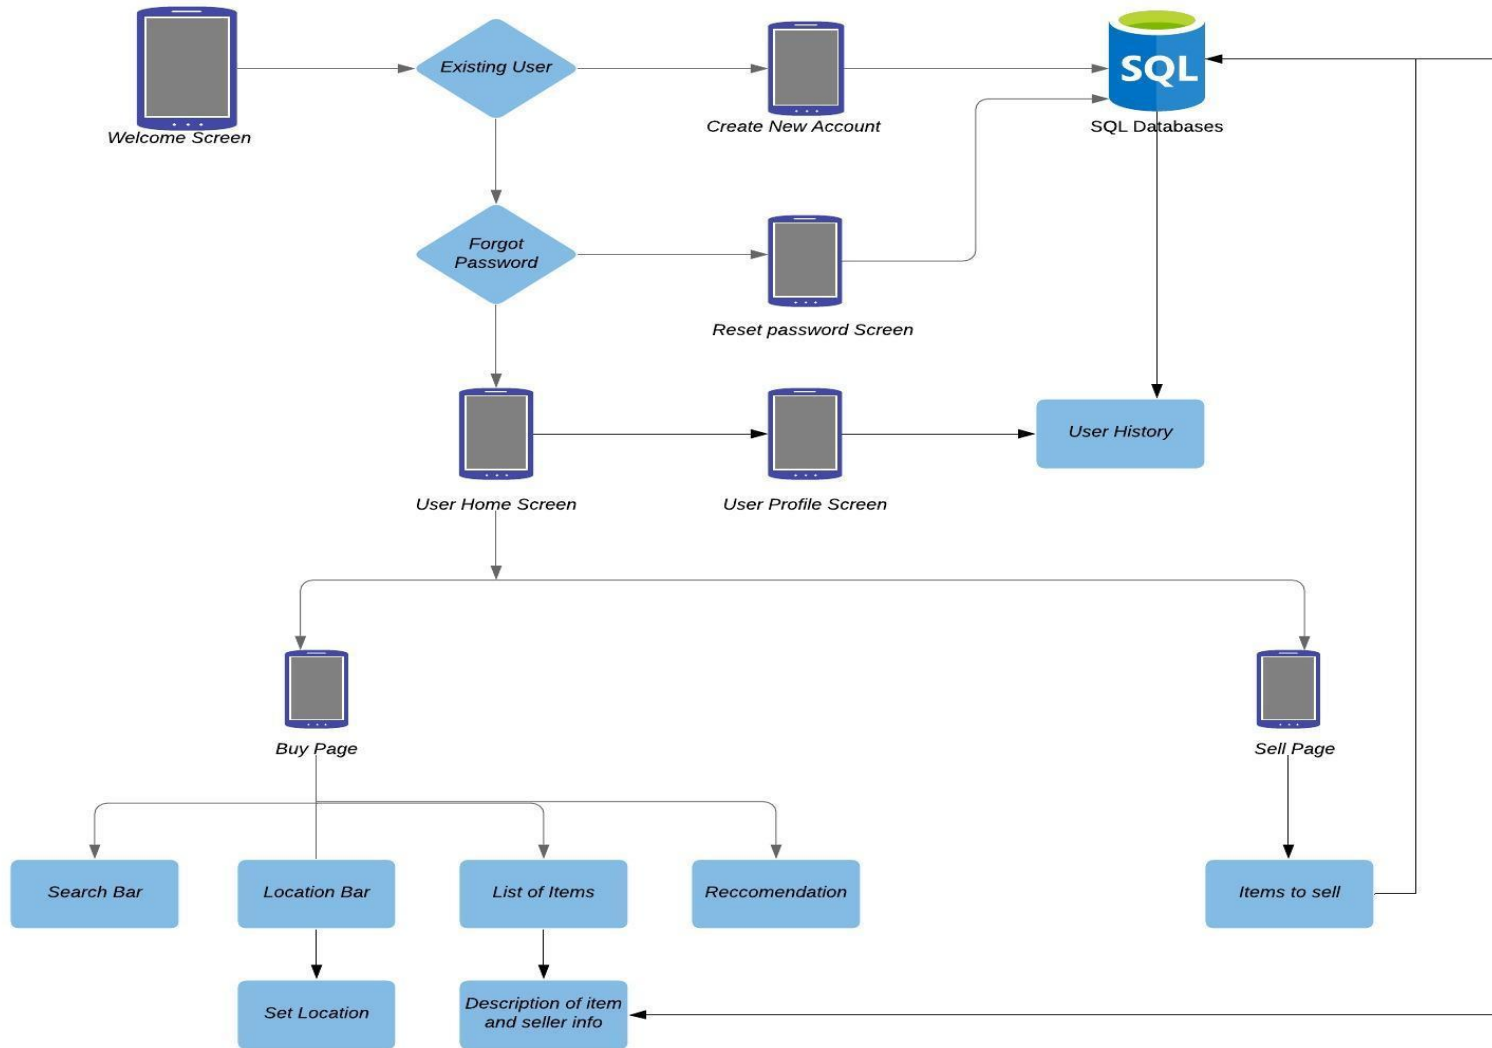 Existing User
SQL
Welcome Screen
Create New Account
SQL Databases
Forgot
Password
Reset password Screen
User History
User Home Screen
User Profile Screen
Buy Page
Sell Page
Search Bar
Location Bar
List of Items
Reccomendation
Items to sell
Set Location
Description of item
and seller info